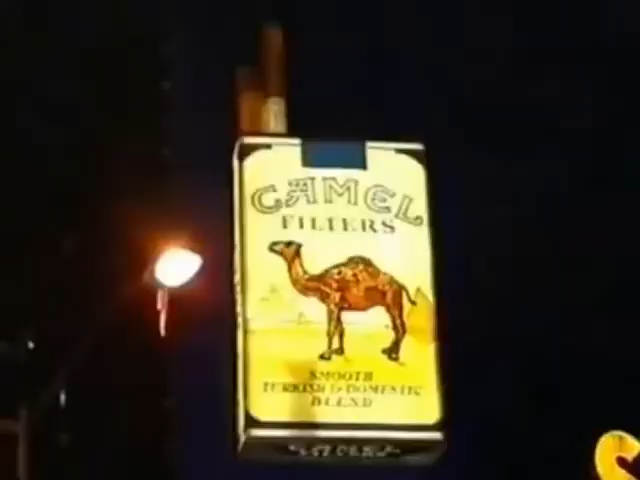 CAMEL
FILTERS
SMOOTH
TURKISH & DOMESTIC
BLEND